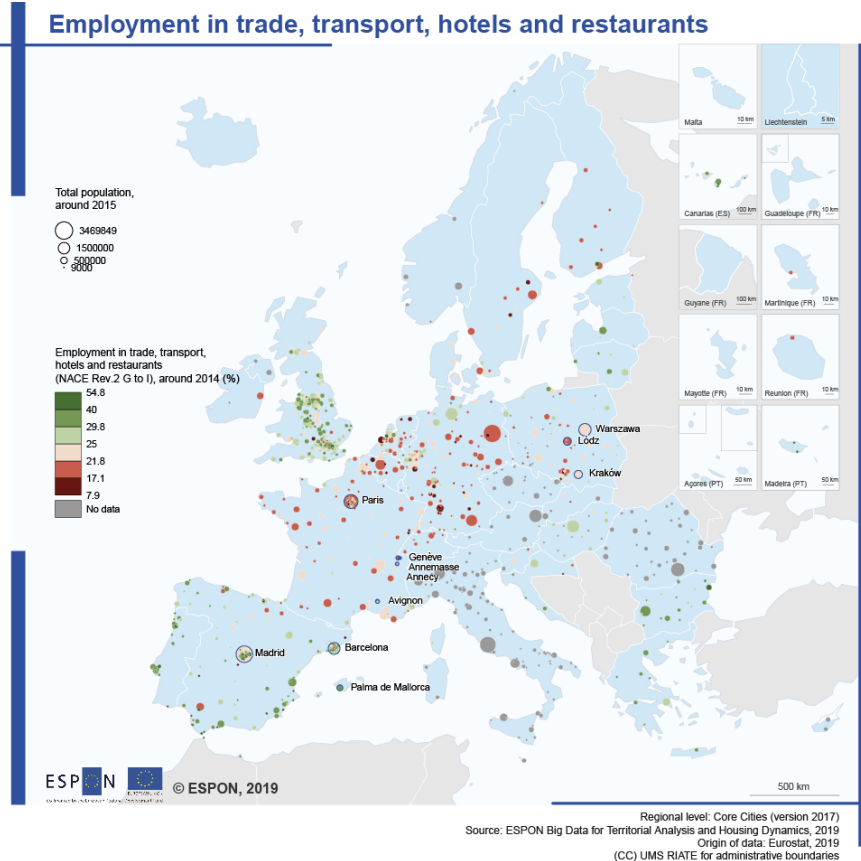 Employment in trade, transport, hotels and restaurants
Malta
10 km
Liechtenstein
5 km
Canarias (ES)
100 km
Guadeloupe (FR)
10 km
Guyane (FR)
100 km
Martinique (FR)
10 km
Mayotte (FR)
10 km
Reunion (FR)
10 km
Açores (PT)
50 km
Madeira (PT)
50 km
Total population,
around 2015
3469849
1500000
500000
9000
Employment in trade, transport,
hotels and restaurants
(NACE Rev.2 G to I), around 2014 (%)
54.8
40
29.8
25
21.8
17.1
7.9
No data
Warszawa
Lódz
Kraków
Paris
Genève
Annemasse
Annecy
Avignon
Madrid
Barcelona
Palma de Mallorca
ESPON
© ESPON, 2019
500 km
Regional level: Core Cities (version 2017)
Source: ESPON Big Data for Territorial Analysis and Housing Dynamics, 2019
Origin of data: Eurostat, 2019
(CC) UMS RIATE for administrative boundaries